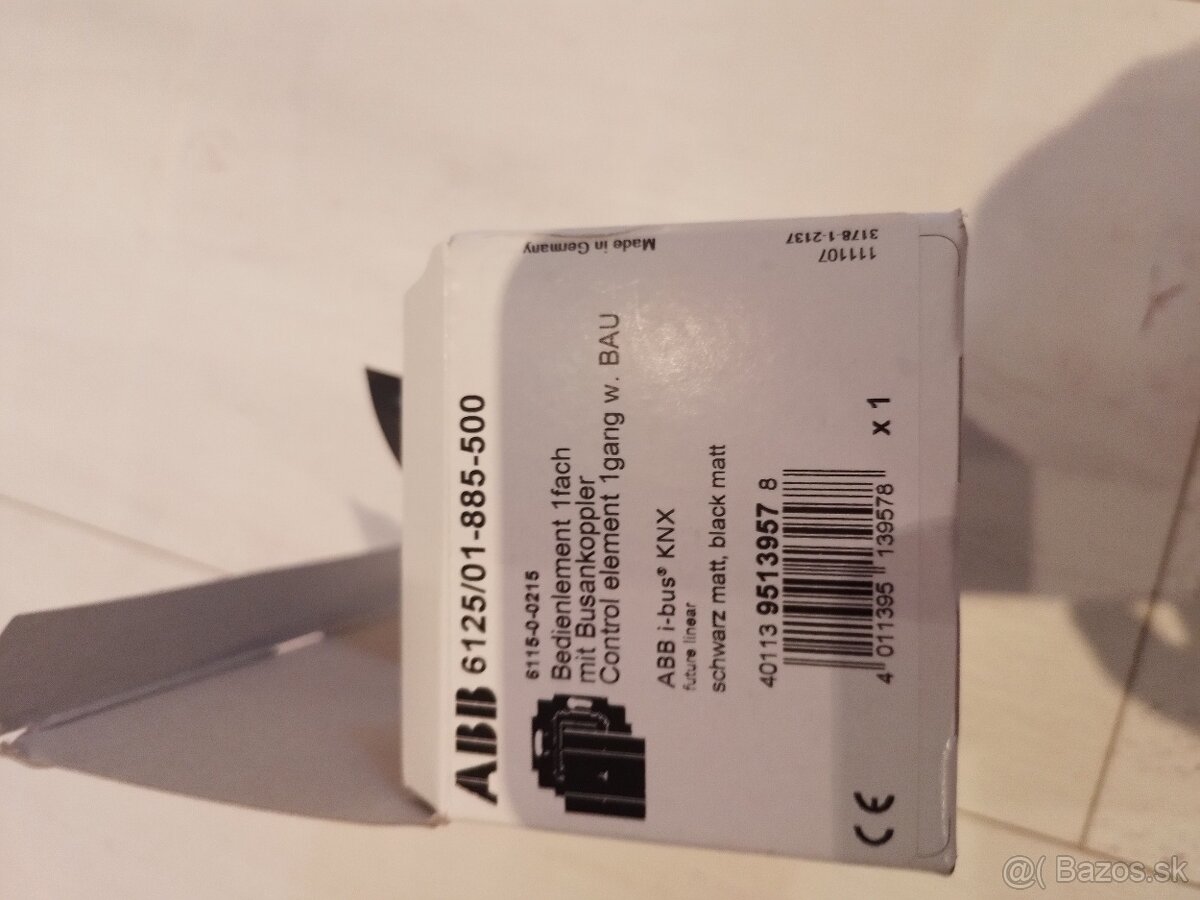 ABB 6125/01-885-500
6115-0-0215
Bedienlement 1fach
mit Busankoppler
Control element 1gang w. BAU
ABB i-bus® KNX
future linear
schwarz matt, black matt
40113 9513957 8
4 011395 139578
x 1
CE
Made in Germany
111107
3178-1-2137
@( Bazos.sk